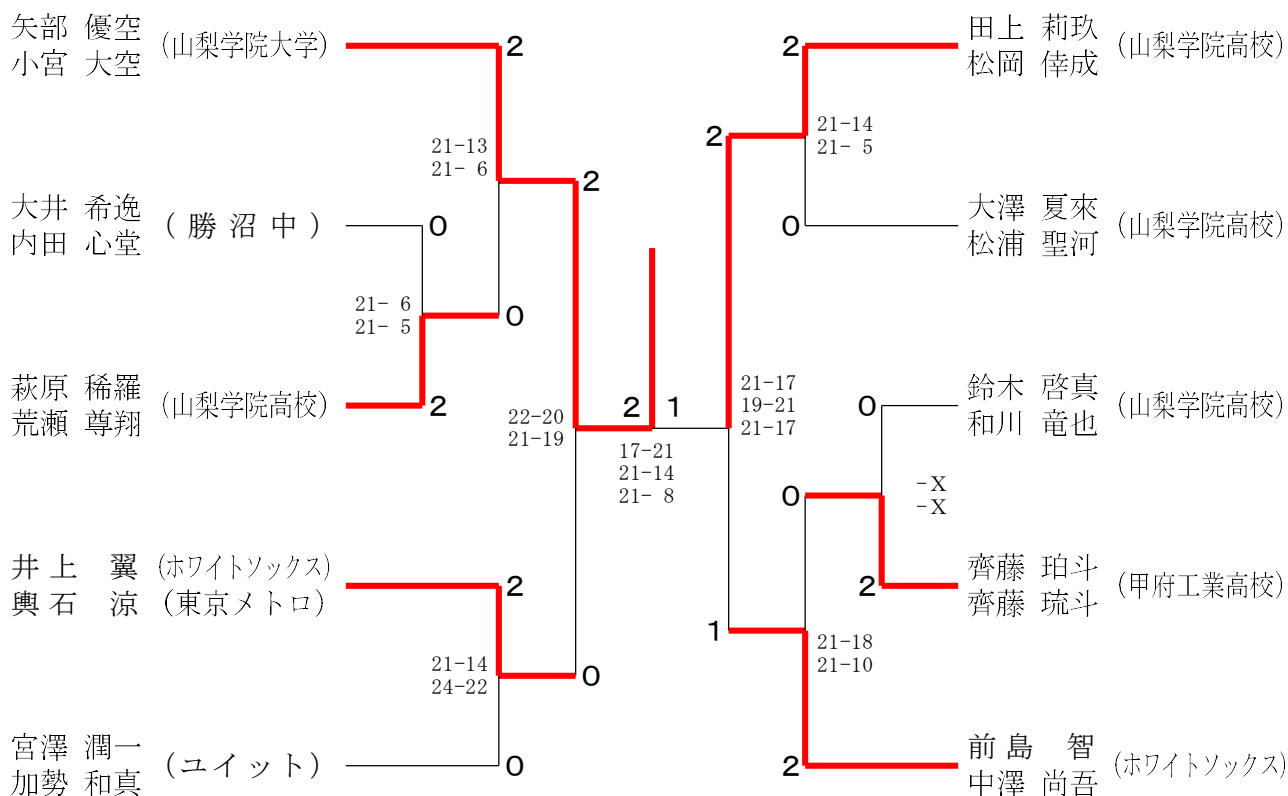 矢部 優空
小宮 大空
(山梨学院大学)
2
21-13
21- 6
2
大井 希逸
内田 心堂
(勝沼中)
0
21- 6
21- 5
0
萩原 稀羅
荒瀬 尊翔
(山梨学院高校)
2
22-20
21-19
井上 翼 (ホワイトソックス)
輿石 涼 (東京メトロ)
2
21-14
24-22
0
宮澤 潤一
加勢 和真
(ユイット)
0
2 1
17-21
21-14
21- 8
田上 莉玖
松岡 倖成
(山梨学院高校)
2
21-14
21- 5
2
大澤 夏來
松浦 聖河
(山梨学院高校)
0
21-17
19-21
21-17
鈴木 啓真
和川 竜也
(山梨学院高校)
0
-X
-X
0
齊藤 珀斗
齊藤 琉斗
(甲府工業高校)
2
1
21-18
21-10
前島 智
中澤 尚吾
(ホワイトソックス)
2